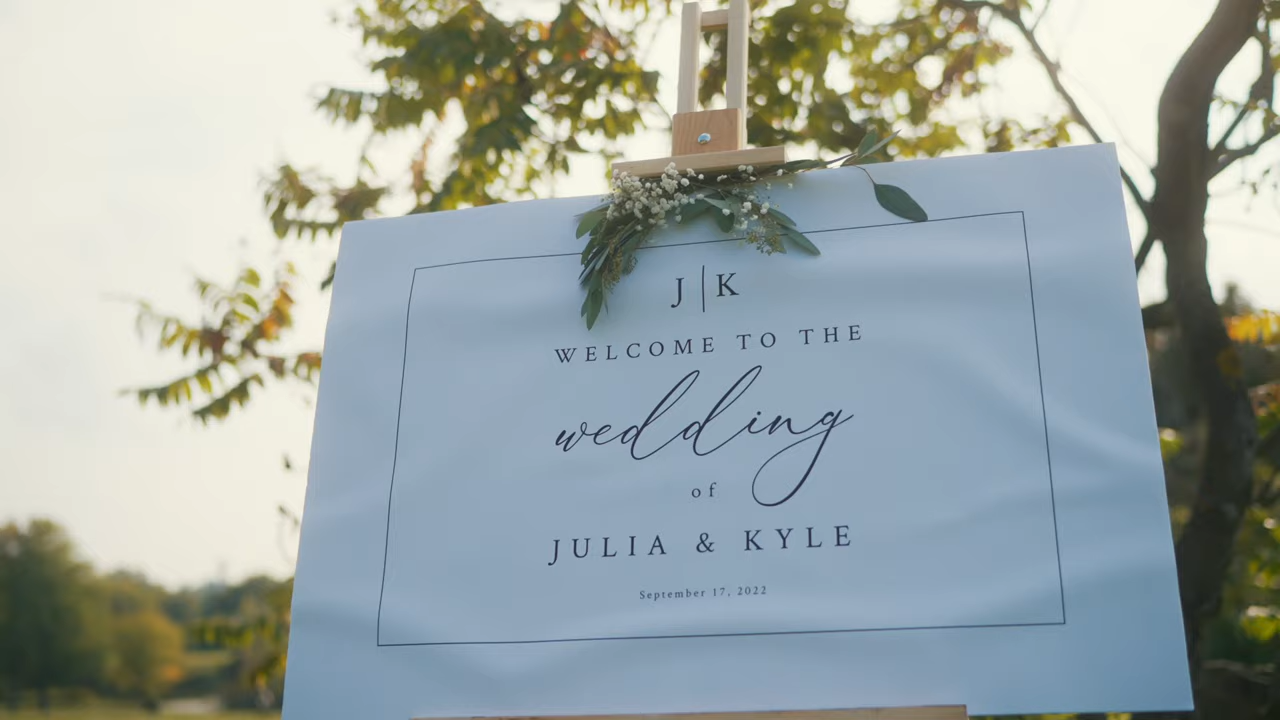 J|K
WELCOME TO THE
wedding
of
JULIA & KYLE
September 17, 2022